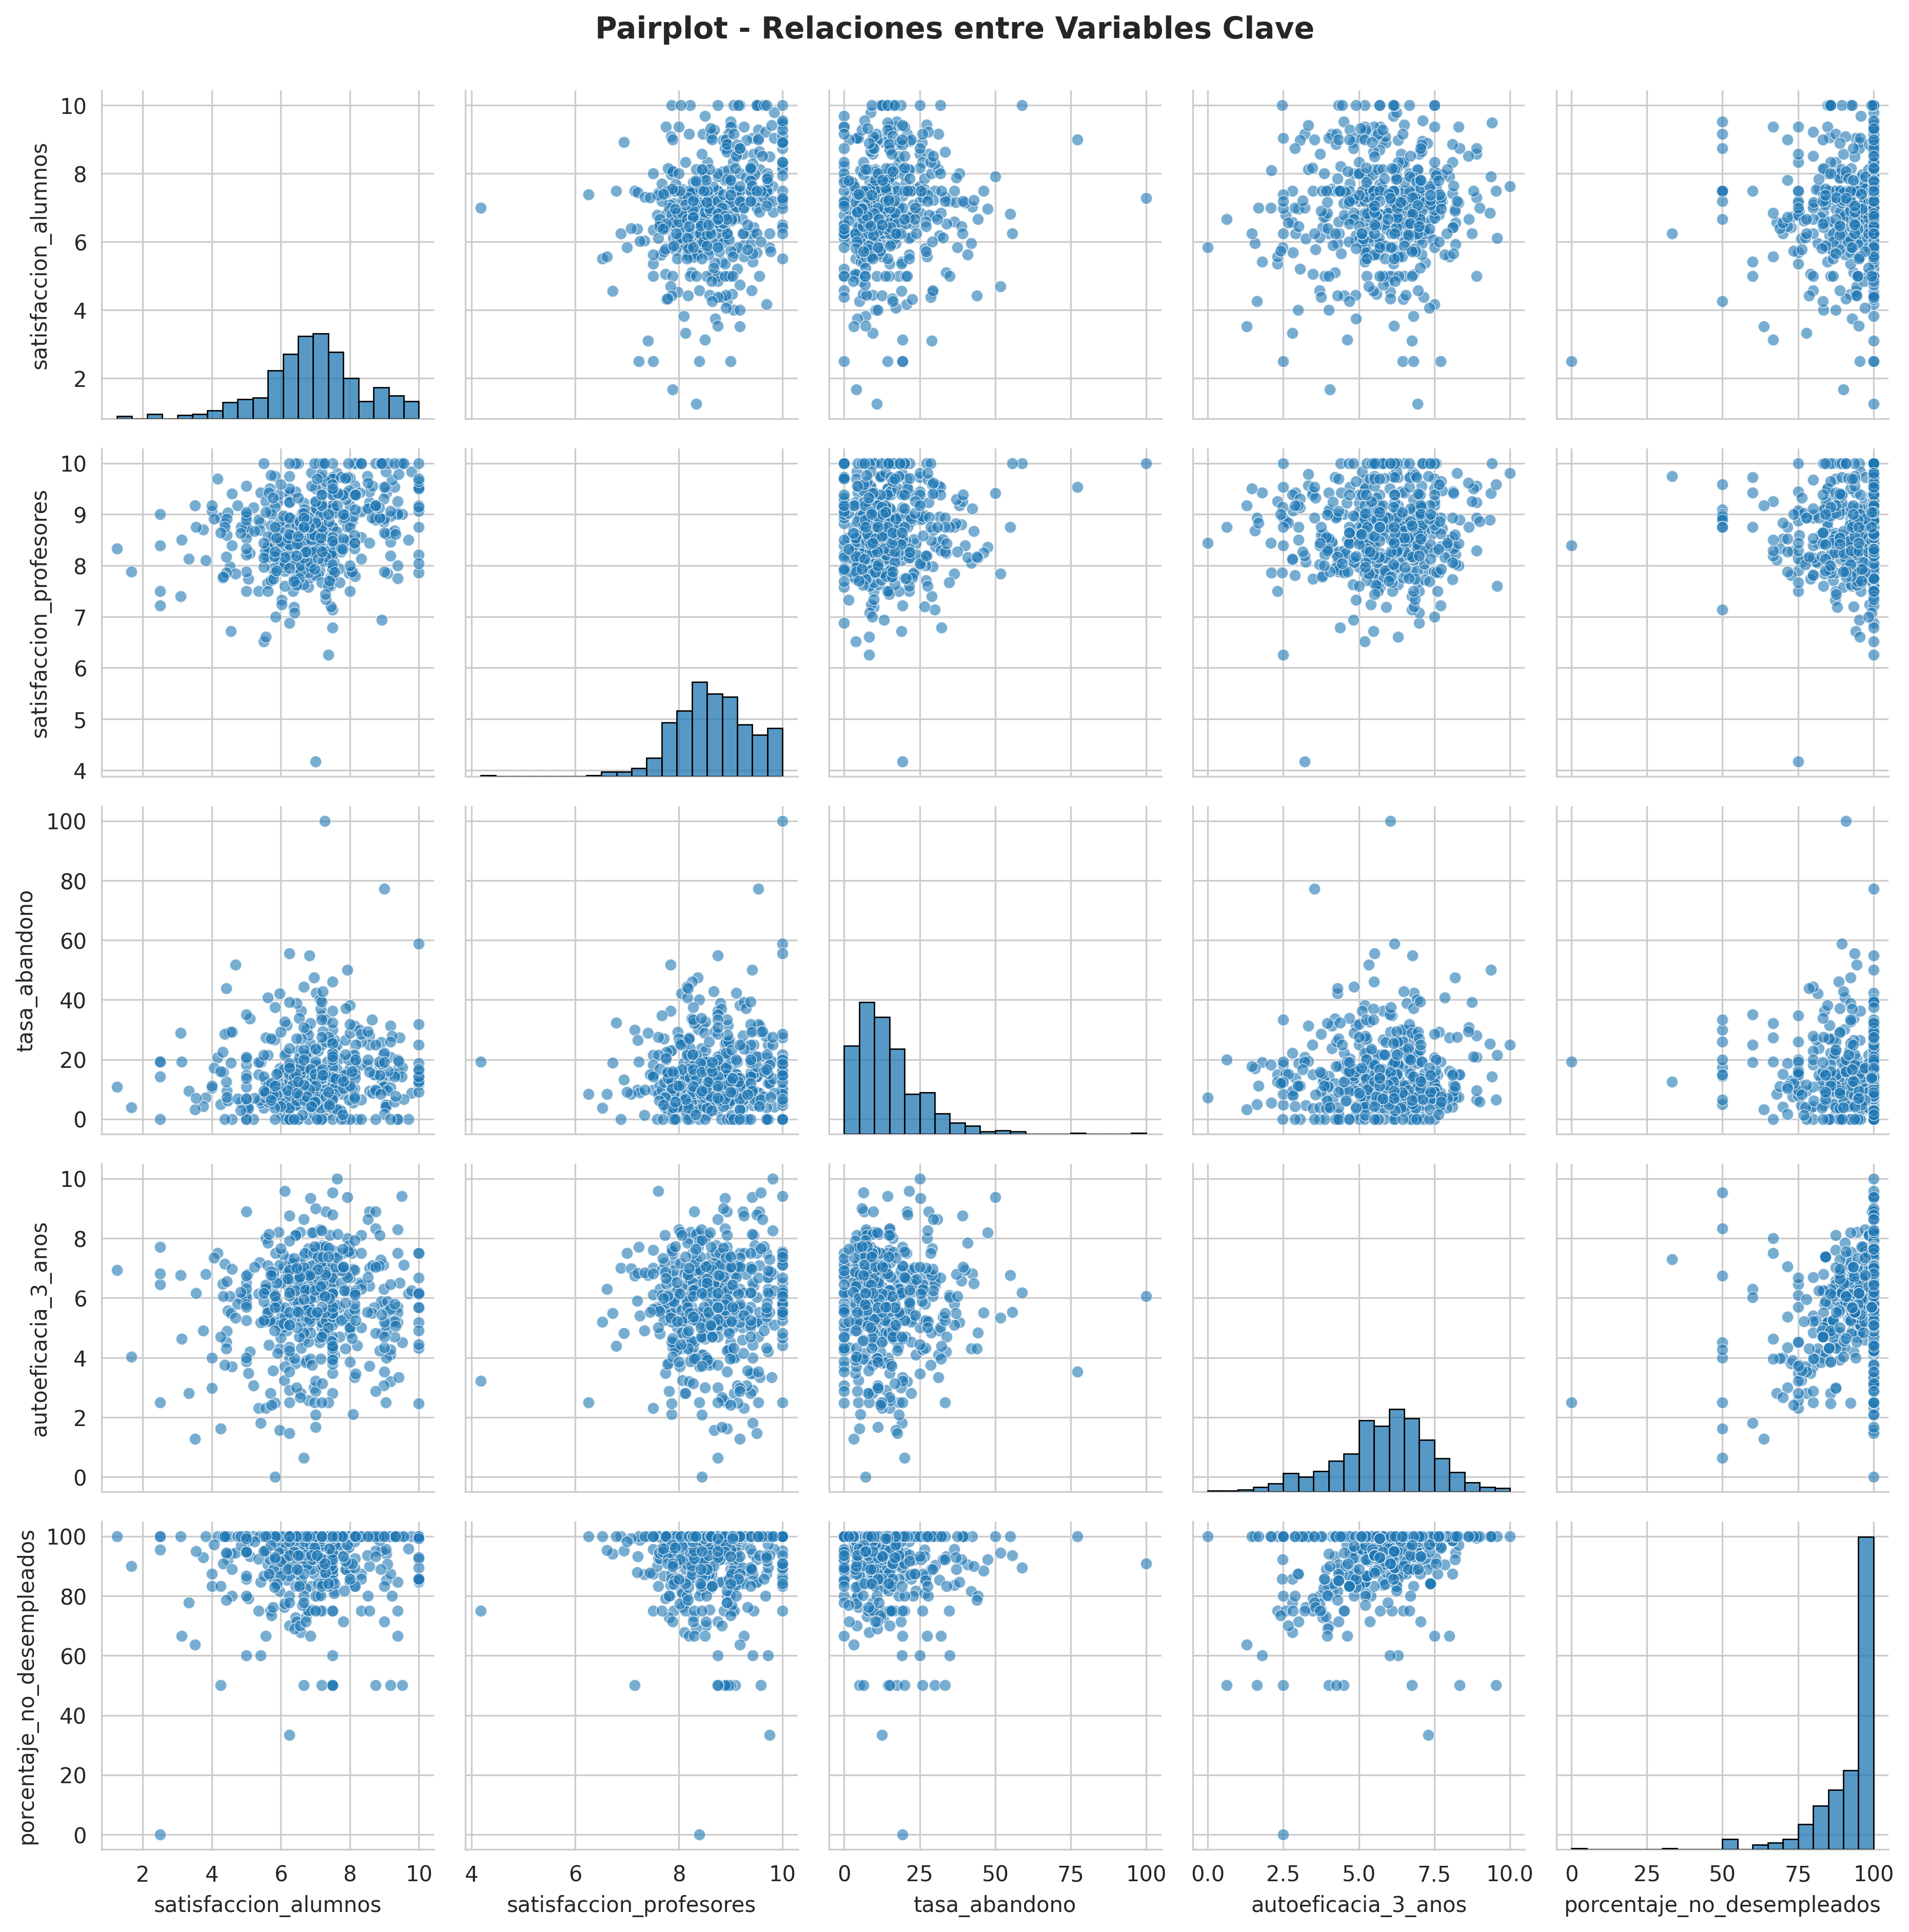 Pairplot - Relaciones entre Variables Clave
10
8
6
4
2
satisfaccion_alumnos
10
9
8
7
6
5
4
satisfaccion_profesores
100
80
60
40
20
0
tasa_abandono
10
8
6
4
2
0
autoeficacia_3_anos
100
80
60
40
20
0
porcentaje_no_desempleados
2 4 6 8 10
4 6 8 10
0 25 50 75 100
0.0 2.5 5.0 7.5 10.0
0 25 50 75 100
satisfaccion_alumnos
satisfaccion_profesores
tasa_abandono
autoeficacia_3_anos
porcentaje_no_desempleados